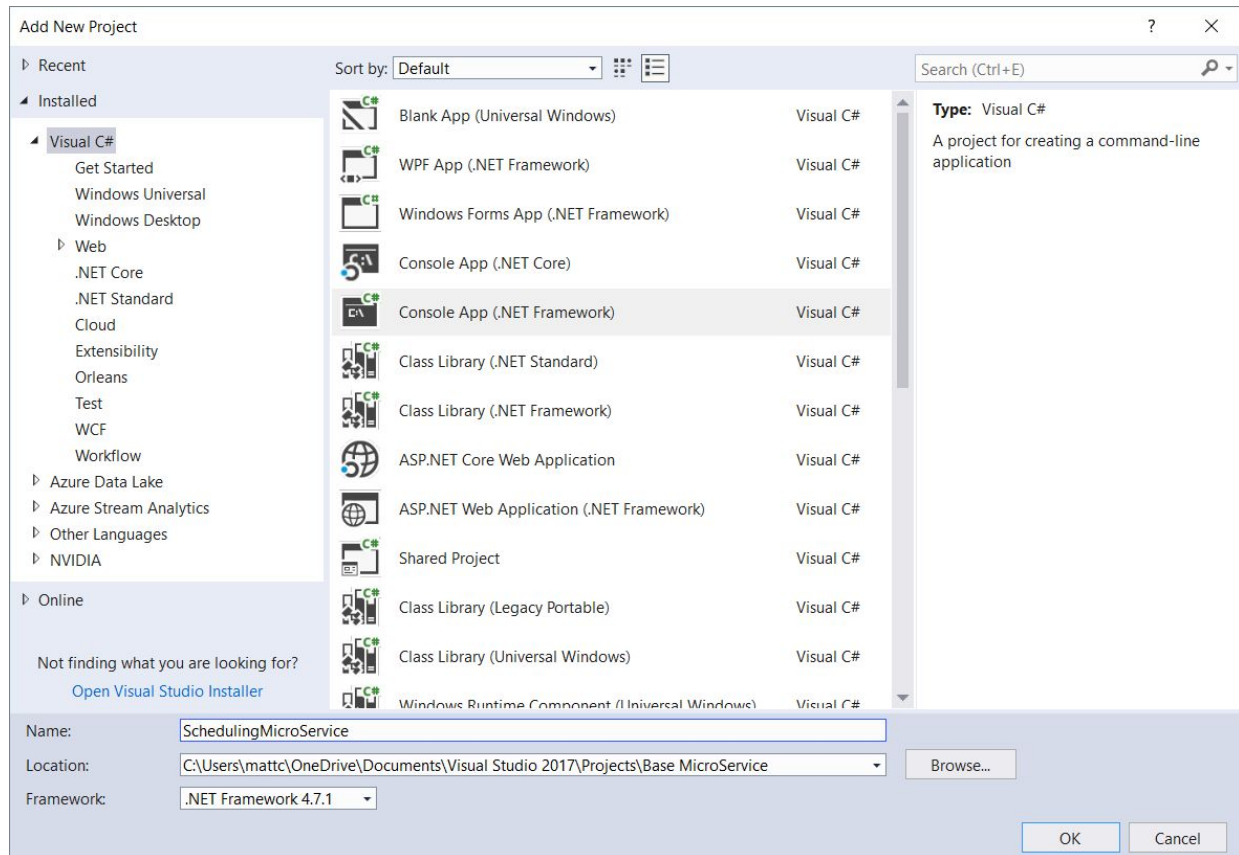 Add New Project
?
Recent
Installed
Visual C#
Get Started
Windows Universal
Windows Desktop
Web
.NET Core
.NET Standard
Cloud
Extensibility
Orleans
Test
WCF
Workflow
Azure Data Lake
Azure Stream Analytics
Other Languages
NVIDIA
Online
Not finding what you are looking for?
Open Visual Studio Installer
Sort by: Default
C# Blank App (Universal Windows) Visual C#
C# WPF App (.NET Framework) Visual C#
C# Windows Forms App (.NET Framework) Visual C#
C:\ Console App (.NET Core) Visual C#
C# C:\ Console App (.NET Framework) Visual C#
C# Class Library (.NET Standard) Visual C#
C# Class Library (.NET Framework) Visual C#
ASP.NET Core Web Application Visual C#
ASP.NET Web Application (.NET Framework) Visual C#
C# Shared Project Visual C#
C# Class Library (Legacy Portable) Visual C#
C# Class Library (Universal Windows) Visual C#
C# Windows Runtime Component (Universal Windows) Visual C#
Search (Ctrl+E)
Type: Visual C#
A project for creating a command-line
application
Name: SchedulingMicroService
Location: C:\Users\mattc\OneDrive\Documents\Visual Studio 2017\Projects\Base MicroService Browse...
Framework: .NET Framework 4.7.1
OK Cancel